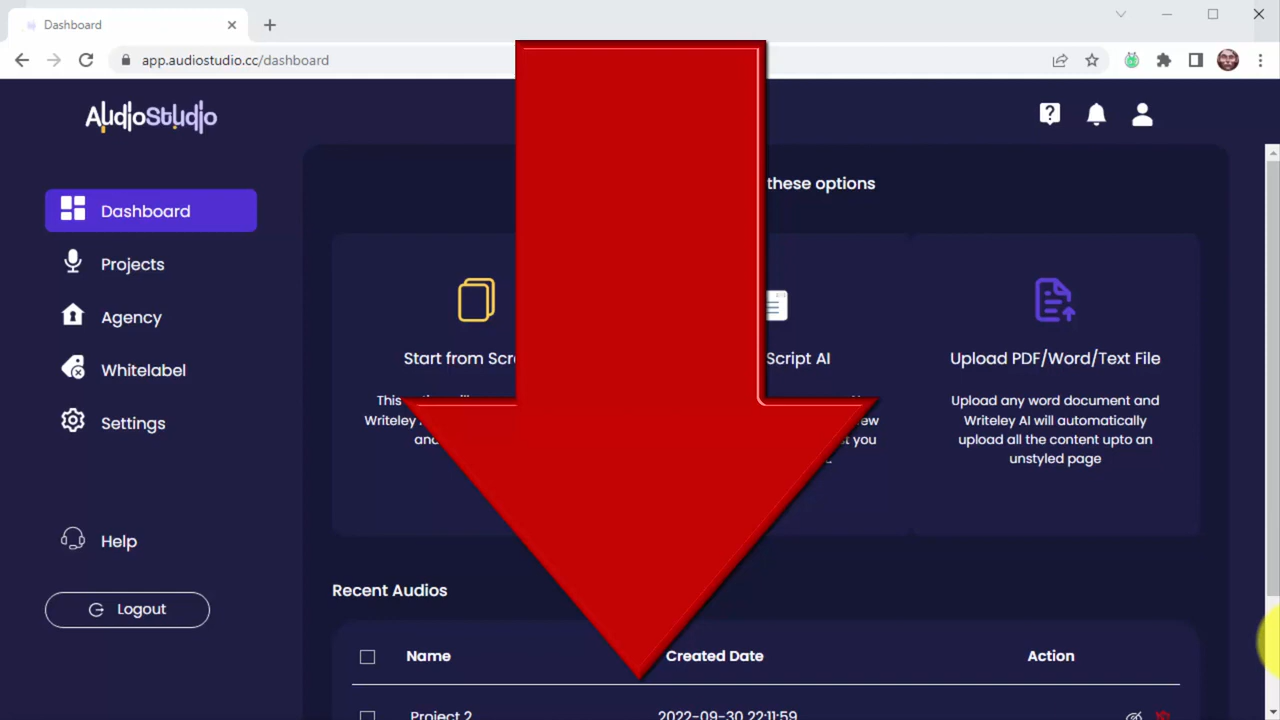 Dashboard
app.audiostudio.cc/dashboard
AudioStudio
these options
Dashboard
Projects
Agency
Whitelabel
Settings
Help
Logout
Start from Scr
This
Writeley
and
Script AI
ew
t you
Upload PDF/Word/Text File
Upload any word document and
Writeley AI will automatically
upload all the content upto an
unstyled page
Recent Audios
Name Created Date Action
Project 2 2022-09-30 22:11:59